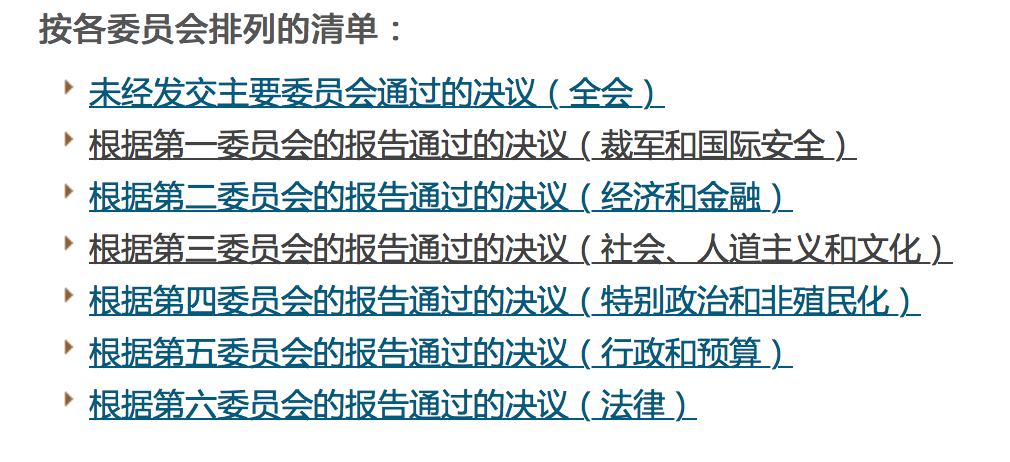 按各委员会排列的清单：
未经发交主要委员会通过的决议（全会）
根据第一委员会的报告通过的决议（裁军和国际安全）
根据第二委员会的报告通过的决议（经济和金融）
根据第三委员会的报告通过的决议（社会、人道主义和文化）
根据第四委员会的报告通过的决议（特别政治和非殖民化）
根据第五委员会的报告通过的决议（行政和预算）
根据第六委员会的报告通过的决议（法律）